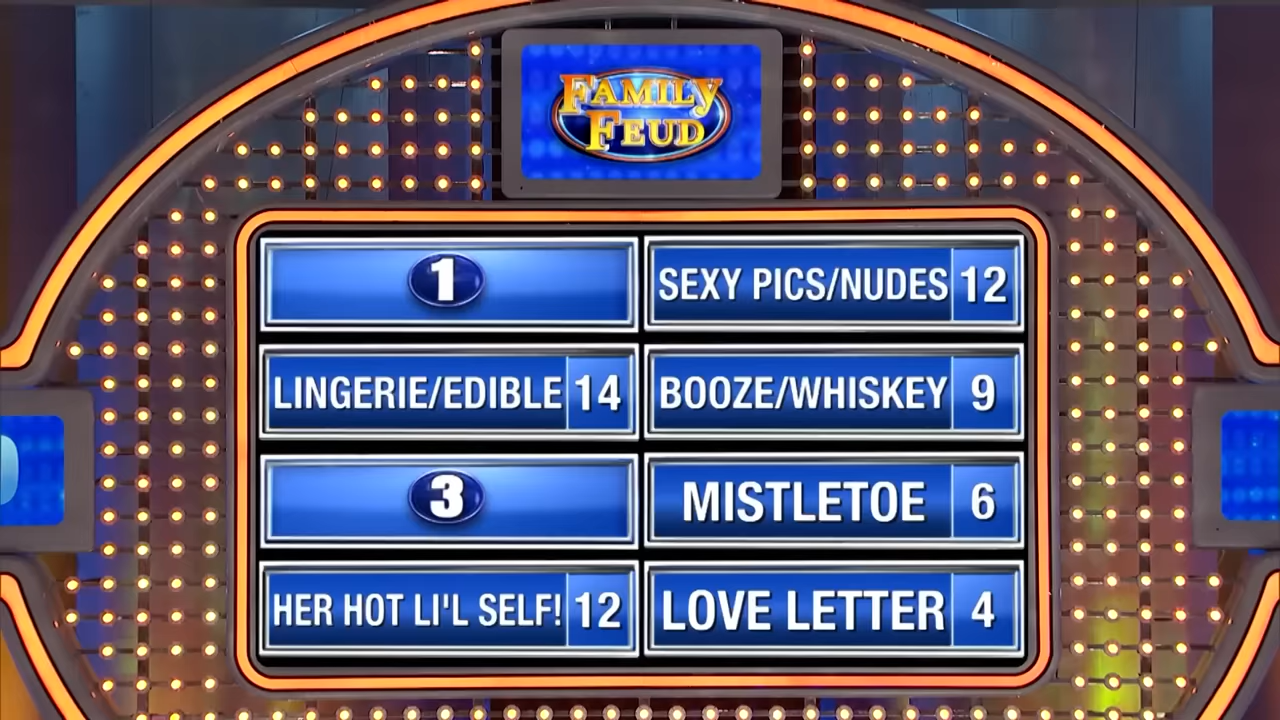 FAMILY
FEUD
1
SEXY PICS/NUDES 12
LINGERIE/EDIBLE 14
BOOZE/WHISKEY 9
3
MISTLETOE 6
HER HOT LI'L SELF! 12
LOVE LETTER 4